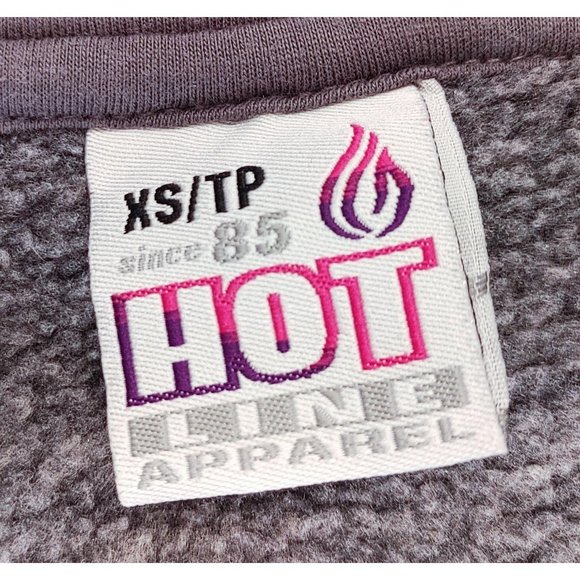 XS/TP
since 85
HOT
LINE
APPAREL